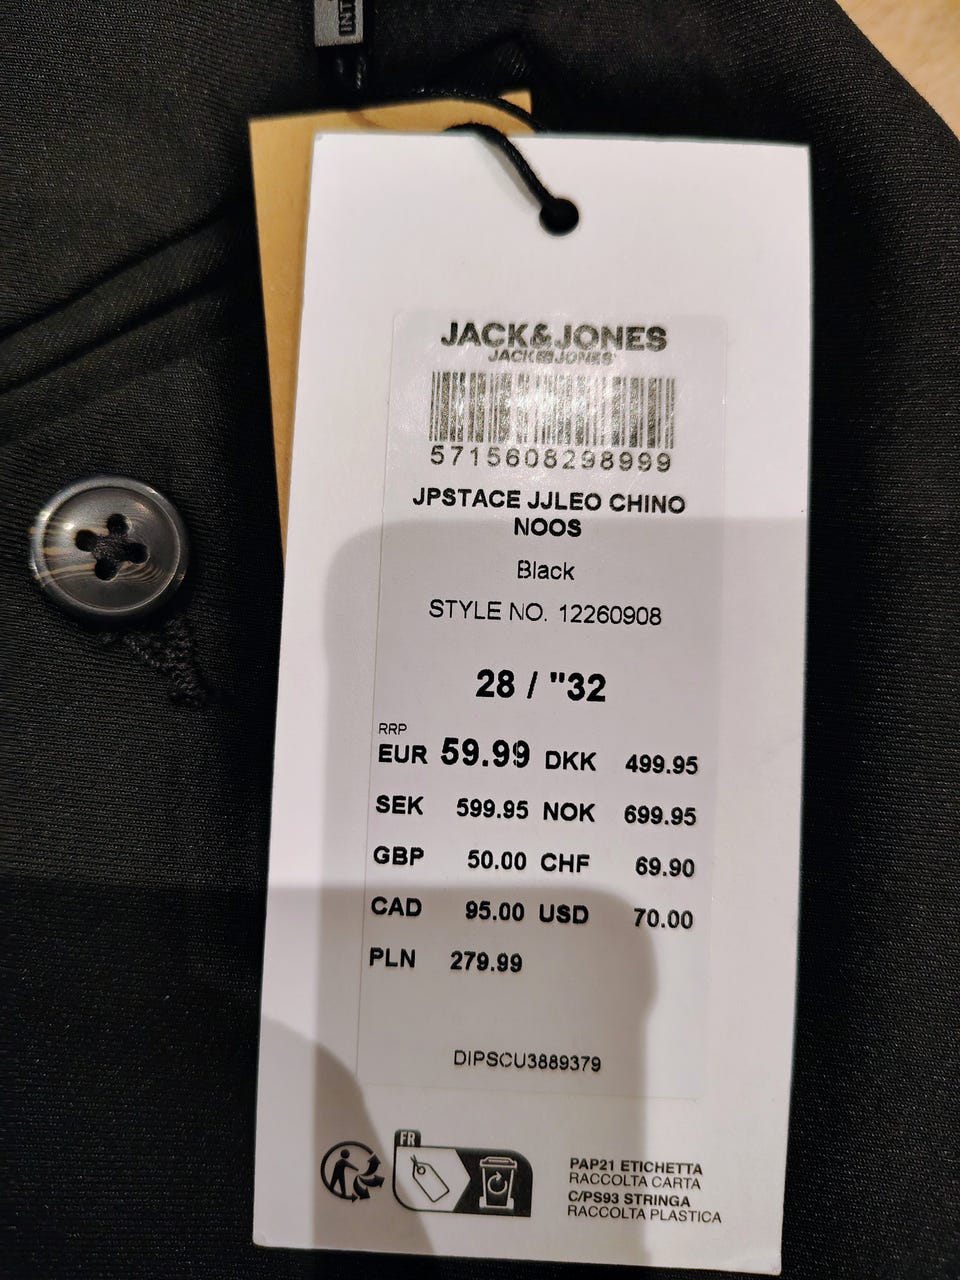 INT
JACK&JONES
JACK&JONES
5715608298999
JPSTACE JJLEO CHINO
NOOS
Black
STYLE NO. 12260908
28 / "32
RRP
EUR 59.99 DKK 499.95
SEK 599.95 NOK 699.95
GBP 50.00 CHF 69.90
CAD 95.00 USD 70.00
PLN 279.99
DIPSCU3889379
FR
PAP21 ETICHETTA
RACCOLTA CARTA
C/PS93 STRINGA
RACCOLTA PLASTICA